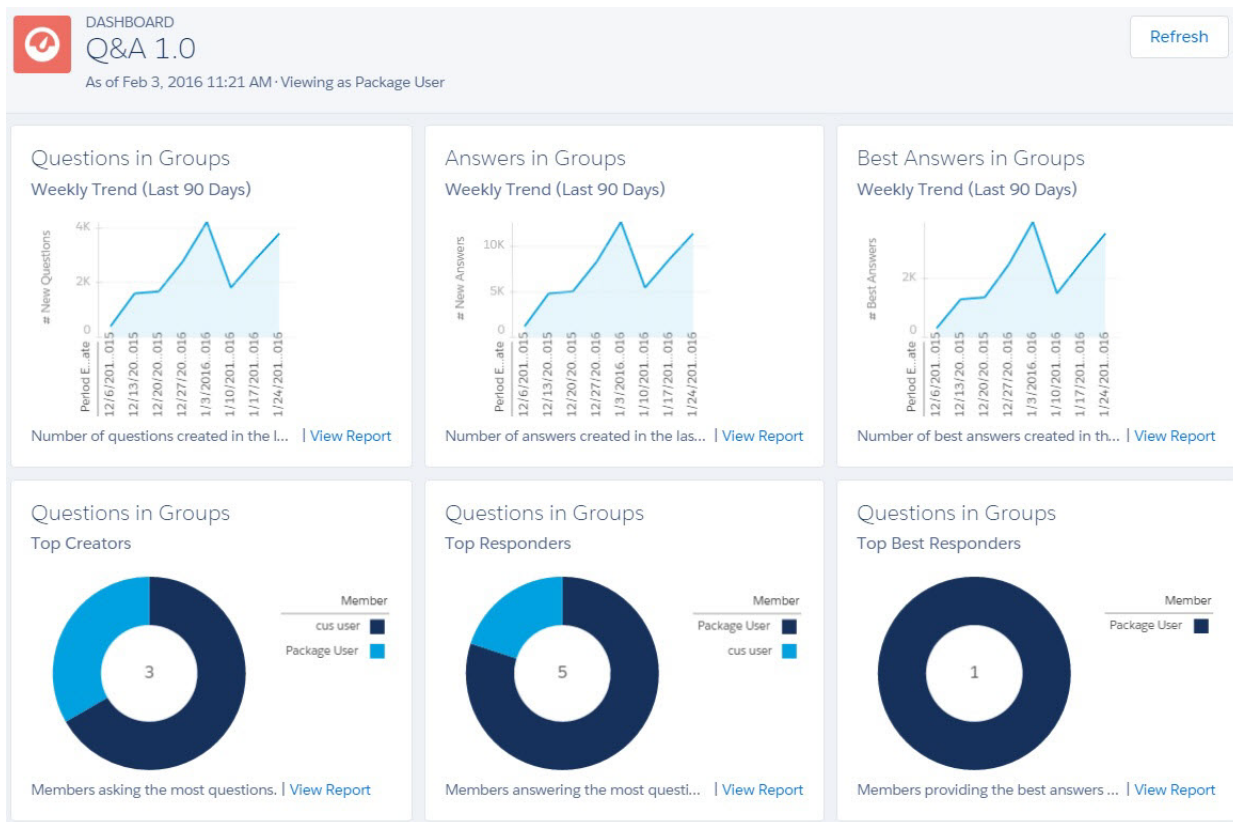 DASHBOARD
Q&A 1.0
As of Feb 3, 2016 11:21 AM · Viewing as Package User
Refresh
Questions in Groups
Weekly Trend (Last 90 Days)
# New Questions
4K
2K
0
Period E...ate
12/6/201...015
12/13/20...015
12/20/20...015
12/27/20...016
1/3/2016...016
1/10/201...016
1/17/201...016
1/24/201...016
Number of questions created in the l... | View Report
Answers in Groups
Weekly Trend (Last 90 Days)
# New Answers
10K
5K
0
Period E...ate
12/6/201...015
12/13/20...015
12/20/20...015
12/27/20...016
1/3/2016...016
1/10/201...016
1/17/201...016
1/24/201...016
Number of answers created in the las... | View Report
Best Answers in Groups
Weekly Trend (Last 90 Days)
# Best Answers
2K
0
Period E...ate
12/6/201...015
12/13/20...015
12/20/20...015
12/27/20...016
1/3/2016...016
1/10/201...016
1/17/201...016
1/24/201...016
Number of best answers created in th... | View Report
Questions in Groups
Top Creators
Member
cus user
Package User
3
Members asking the most questions. | View Report
Questions in Groups
Top Responders
Member
Package User
cus user
5
Members answering the most questi... | View Report
Questions in Groups
Top Best Responders
Member
Package User
1
Members providing the best answers ... | View Report